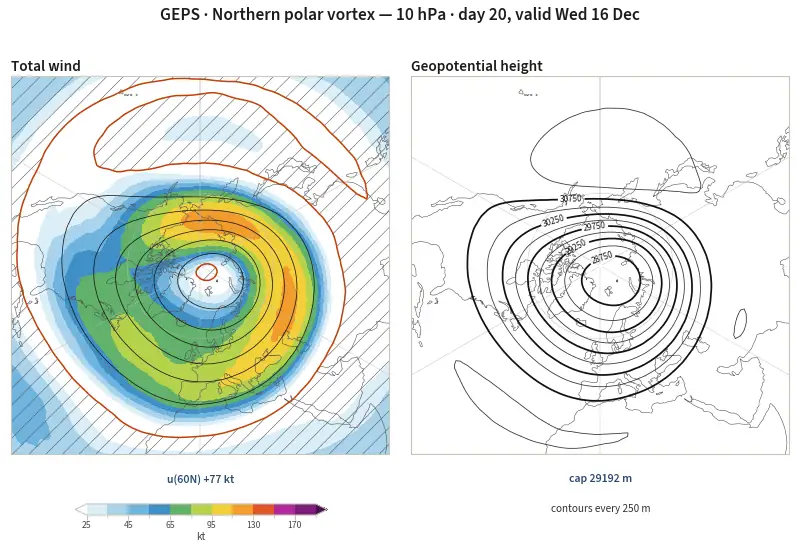 GEPS · Northern polar vortex — 10 hPa · day 20, valid Wed 16 Dec
Total wind
Geopotential height
30750
30250
29750
29250
28750
u(60N) +77 kt
cap 29192 m
contours every 250 m
25 45 65 95 130 170
kt